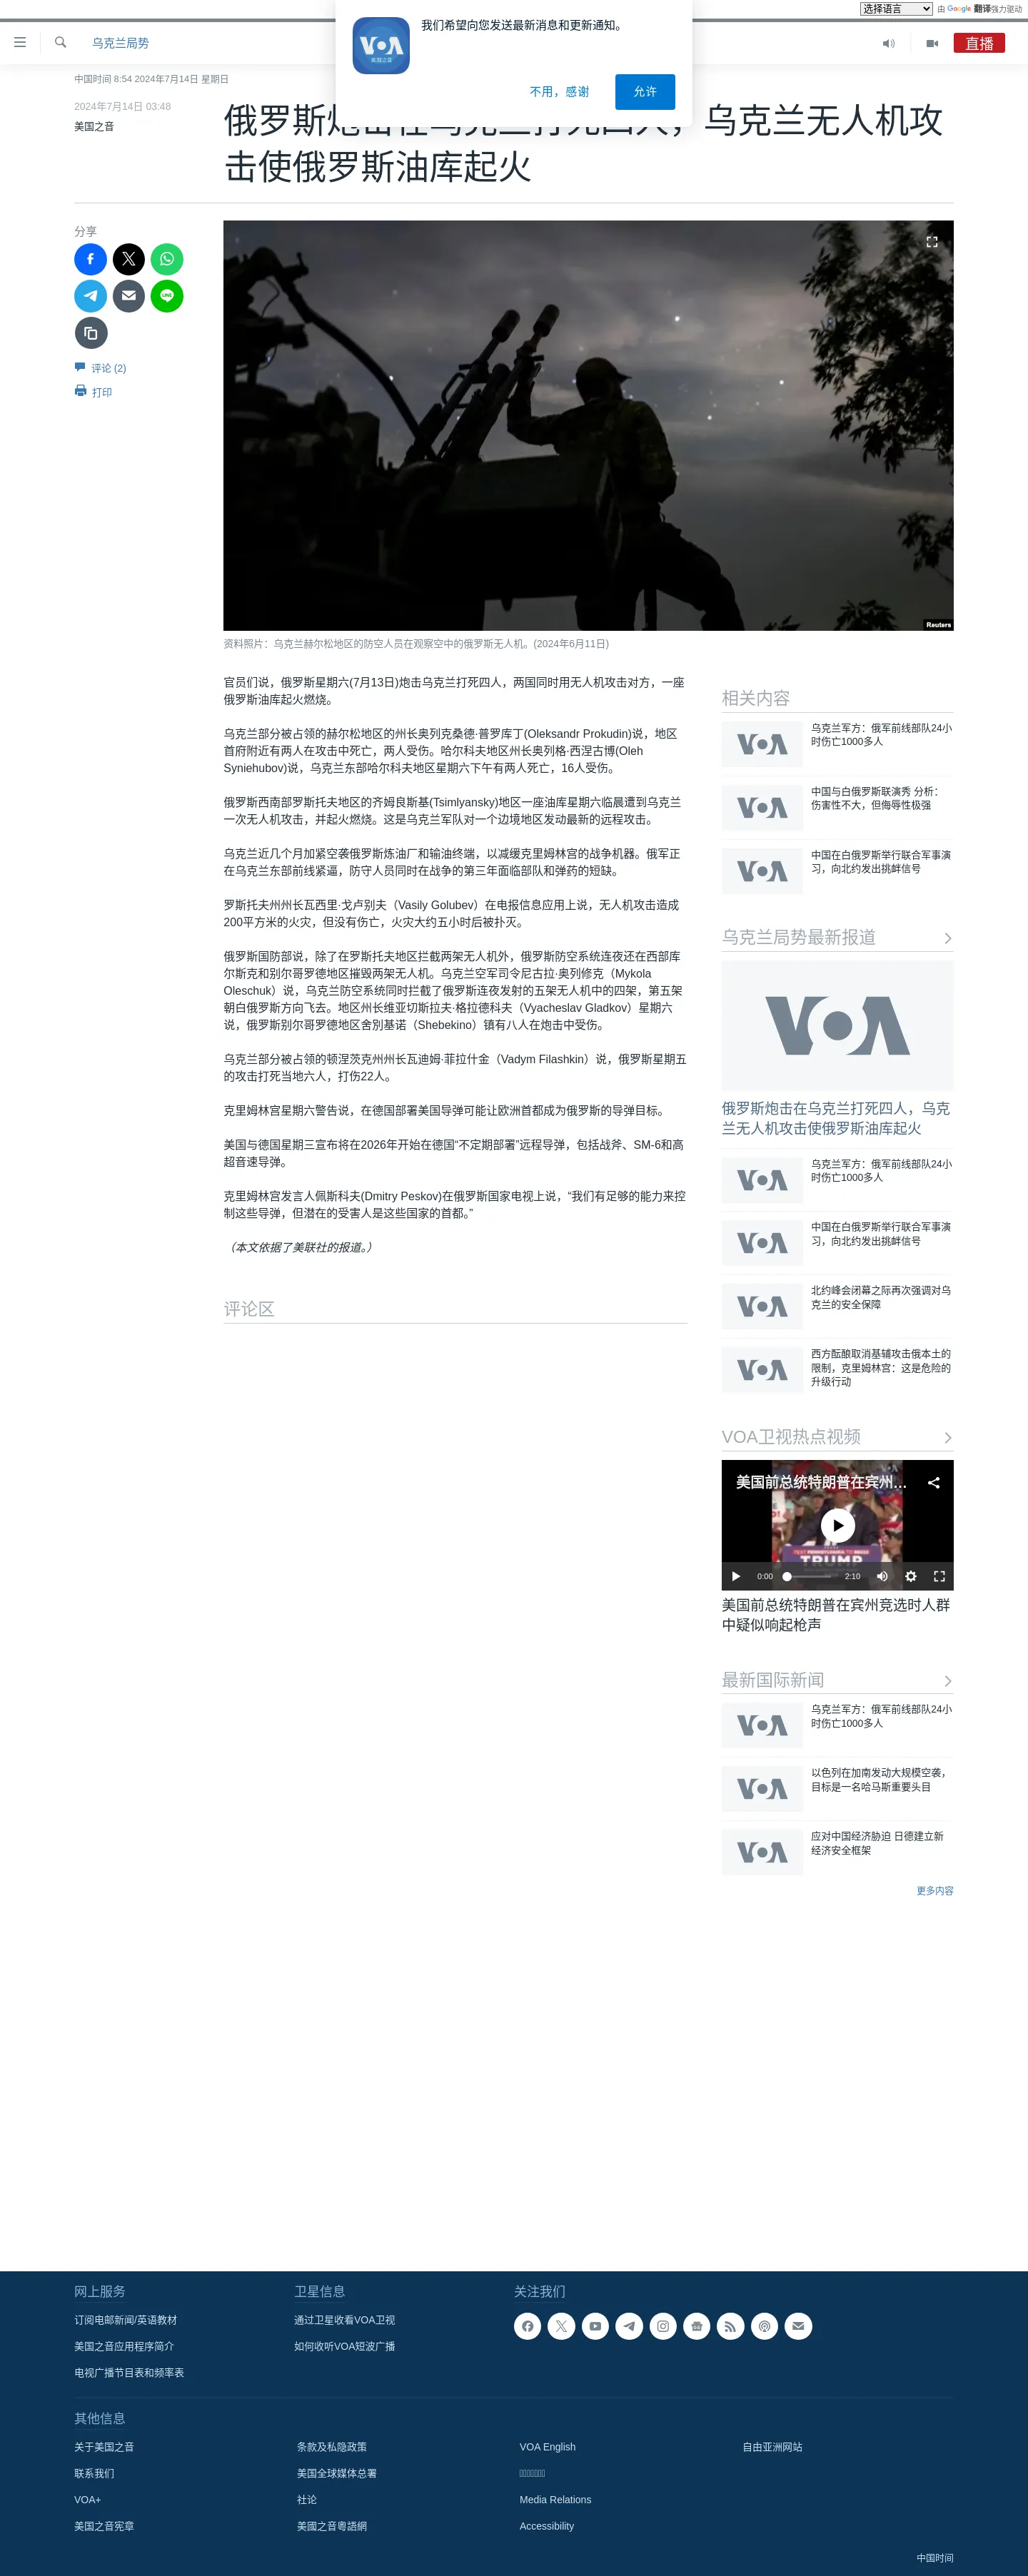 选择语言 由 Google 翻译强力驱动
我们希望向您发送最新消息和更新通知。
不用，感谢
允许
乌克兰局势
直播
中国时间 8:54 2024年7月14日 星期日
2024年7月14日 03:48
美国之音
俄罗斯炮击在乌克兰打死四人，乌克兰无人机攻
击使俄罗斯油库起火
分享
评论 (2)
打印
Reuters
资料照片：乌克兰赫尔松地区的防空人员在观察空中的俄罗斯无人机。(2024年6月11日)
官员们说，俄罗斯星期六(7月13日)炮击乌克兰打死四人，两国同时用无人机攻击对方，一座
俄罗斯油库起火燃烧。
乌克兰部分被占领的赫尔松地区的州长奥列克桑德·普罗库丁(Oleksandr Prokudin)说，地区
首府附近有两人在攻击中死亡，两人受伤。哈尔科夫地区州长奥列格·西涅古博(Oleh
Syniehubov)说，乌克兰东部哈尔科夫地区星期六下午有两人死亡，16人受伤。
俄罗斯西南部罗斯托夫地区的齐姆良斯基(Tsimlyansky)地区一座油库星期六临晨遭到乌克兰
一次无人机攻击，并起火燃烧。这是乌克兰军队对一个边境地区发动最新的远程攻击。
乌克兰近几个月加紧空袭俄罗斯炼油厂和输油终端，以减缓克里姆林宫的战争机器。俄军正
在乌克兰东部前线紧逼，防守人员同时在战争的第三年面临部队和弹药的短缺。
罗斯托夫州州长瓦西里·戈卢别夫（Vasily Golubev）在电报信息应用上说，无人机攻击造成
200平方米的火灾，但没有伤亡，火灾大约五小时后被扑灭。
俄罗斯国防部说，除了在罗斯托夫地区拦截两架无人机外，俄罗斯防空系统连夜还在西部库
尔斯克和别尔哥罗德地区摧毁两架无人机。乌克兰空军司令尼古拉·奥列修克（Mykola
Oleschuk）说，乌克兰防空系统同时拦截了俄罗斯连夜发射的五架无人机中的四架，第五架
朝白俄罗斯方向飞去。地区州长维亚切斯拉夫·格拉德科夫（Vyacheslav Gladkov）星期六
说，俄罗斯别尔哥罗德地区舍別基诺（Shebekino）镇有八人在炮击中受伤。
乌克兰部分被占领的顿涅茨克州州长瓦迪姆·菲拉什金（Vadym Filashkin）说，俄罗斯星期五
的攻击打死当地六人，打伤22人。
克里姆林宫星期六警告说，在德国部署美国导弹可能让欧洲首都成为俄罗斯的导弹目标。
美国与德国星期三宣布将在2026年开始在德国“不定期部署”远程导弹，包括战斧、SM-6和高
超音速导弹。
克里姆林宫发言人佩斯科夫(Dmitry Peskov)在俄罗斯国家电视上说，“我们有足够的能力来控
制这些导弹，但潜在的受害人是这些国家的首都。”
（本文依据了美联社的报道。）
评论区
相关内容
乌克兰军方：俄军前线部队24小
时伤亡1000多人
中国与白俄罗斯联演秀 分析：
伤害性不大，但侮辱性极强
中国在白俄罗斯举行联合军事演
习，向北约发出挑衅信号
乌克兰局势最新报道
俄罗斯炮击在乌克兰打死四人，乌克
兰无人机攻击使俄罗斯油库起火
乌克兰军方：俄军前线部队24小
时伤亡1000多人
中国在白俄罗斯举行联合军事演
习，向北约发出挑衅信号
北约峰会闭幕之际再次强调对乌
克兰的安全保障
西方酝酿取消基辅攻击俄本土的
限制，克里姆林宫：这是危险的
升级行动
VOA卫视热点视频
美国前总统特朗普在宾州...
TRUMP
0:00 2:10
美国前总统特朗普在宾州竞选时人群
中疑似响起枪声
最新国际新闻
乌克兰军方：俄军前线部队24小
时伤亡1000多人
以色列在加南发动大规模空袭，
目标是一名哈马斯重要头目
应对中国经济胁迫 日德建立新
经济安全框架
更多内容
网上服务
订阅电邮新闻/英语教材
美国之音应用程序简介
电视广播节目表和频率表
卫星信息
通过卫星收看VOA卫视
如何收听VOA短波广播
关注我们
其他信息
关于美国之音
联系我们
VOA+
美国之音宪章
条款及私隐政策
美国全球媒体总署
社论
美國之音粵語網
VOA English
Media Relations
Accessibility
自由亚洲网站
中国时间